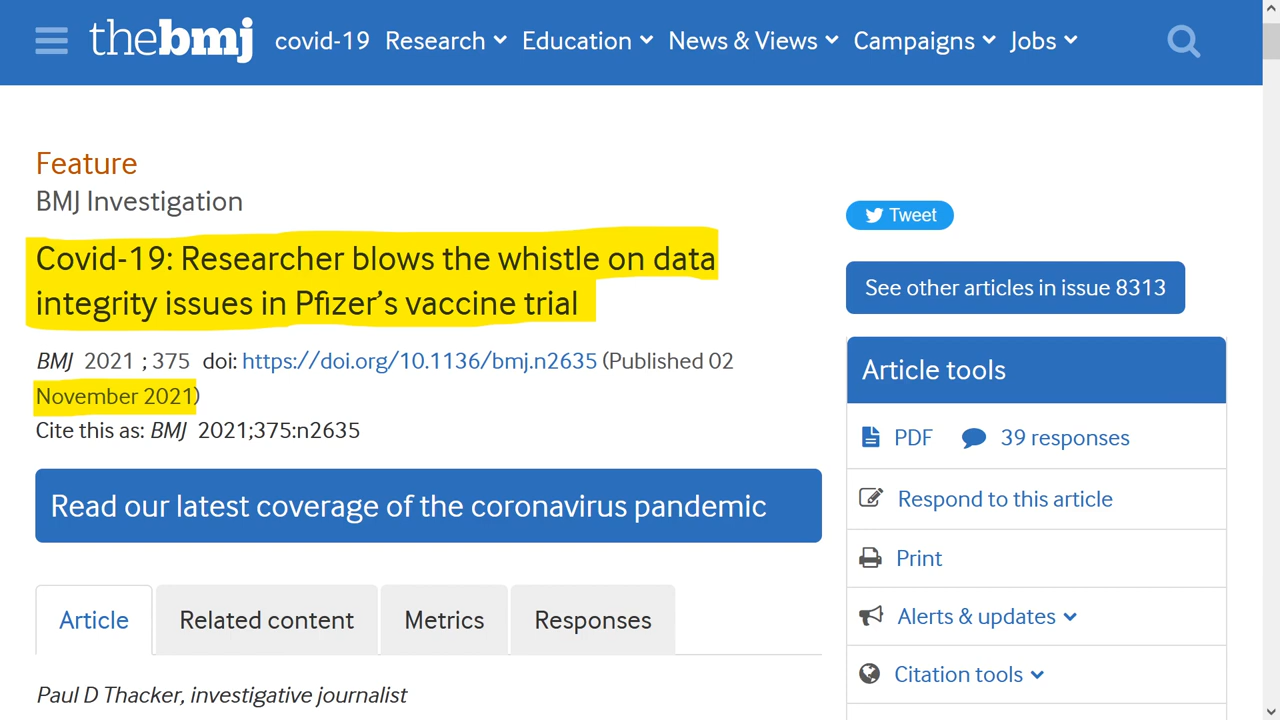 thebmj covid-19 Research Education News & Views Campaigns Jobs
Feature
BMJ Investigation
Covid-19: Researcher blows the whistle on data
integrity issues in Pfizer’s vaccine trial
BMJ 2021 ; 375 doi: https://doi.org/10.1136/bmj.n2635 (Published 02
November 2021)
Cite this as: BMJ 2021;375:n2635
Read our latest coverage of the coronavirus pandemic
Article Related content Metrics Responses
Paul D Thacker, investigative journalist
Tweet
See other articles in issue 8313
Article tools
PDF 39 responses
Respond to this article
Print
Alerts & updates
Citation tools